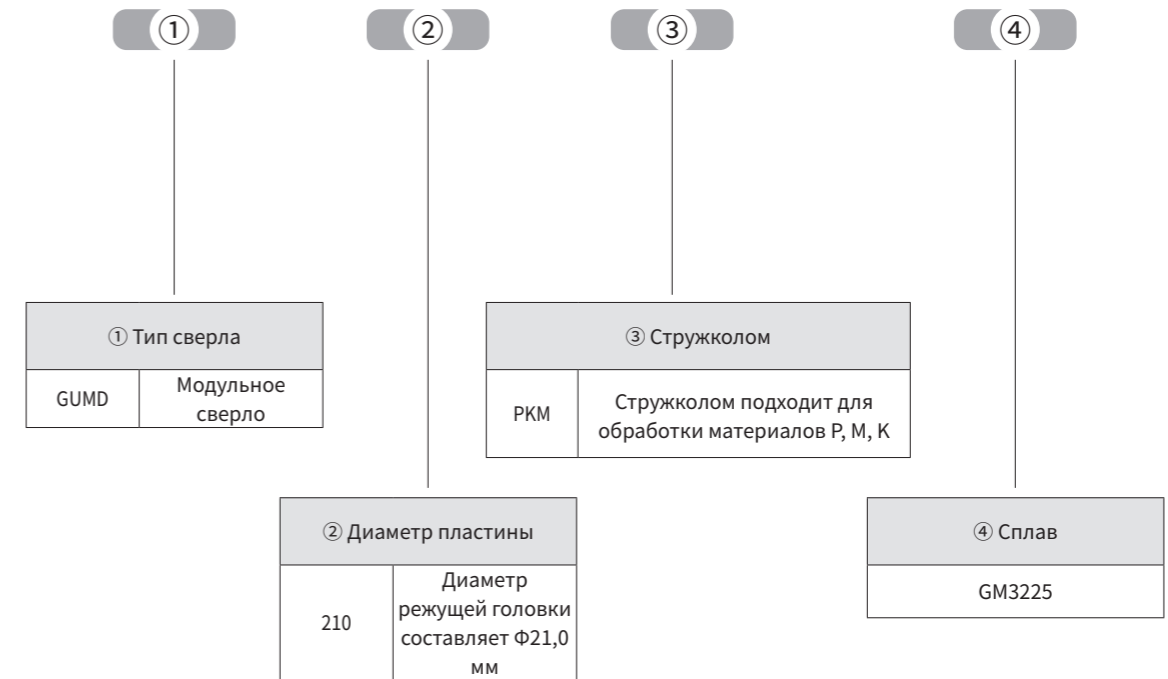 ①
②
③
④
① Тип сверла
GUMD
Модульное
сверло
③ Стружколом
PKM
Стружколом подходит для
обработки материалов P, M, K
② Диаметр пластины
210
Диаметр
режущей головки
составляет Φ21,0
мм
④ Сплав
GM3225